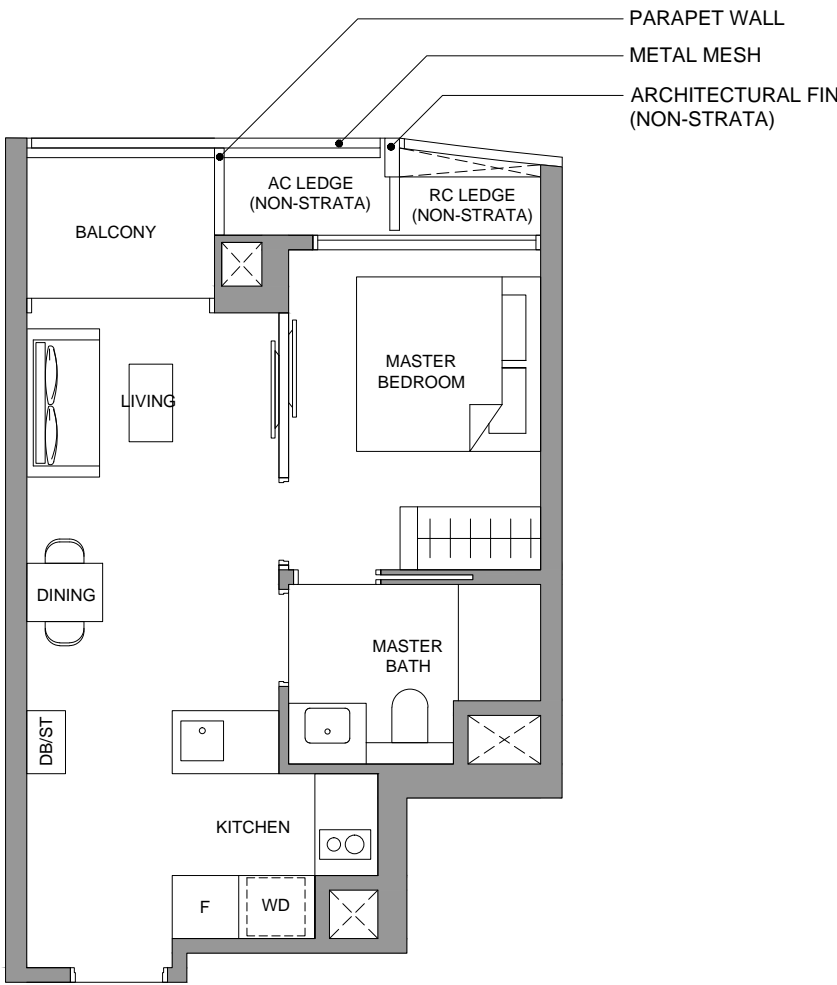 PARAPET WALL
METAL MESH
ARCHITECTURAL FIN
(NON-STRATA)
AC LEDGE
(NON-STRATA)
RC LEDGE
(NON-STRATA)
BALCONY
MASTER
BEDROOM
LIVING
DINING
MASTER
BATH
DB/ST
KITCHEN
F
WD